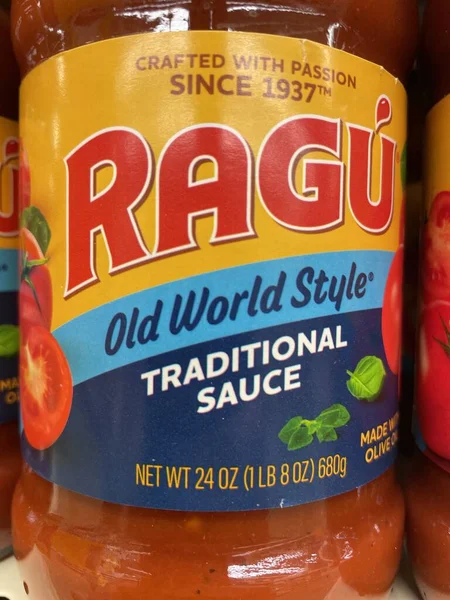 CRAFTED WITH PASSION
SINCE 1937™
RAGÚ
Old World Style®
TRADITIONAL
SAUCE
MADE
OLIVE
NET WT 24 OZ (1 LB 8 OZ) 680g